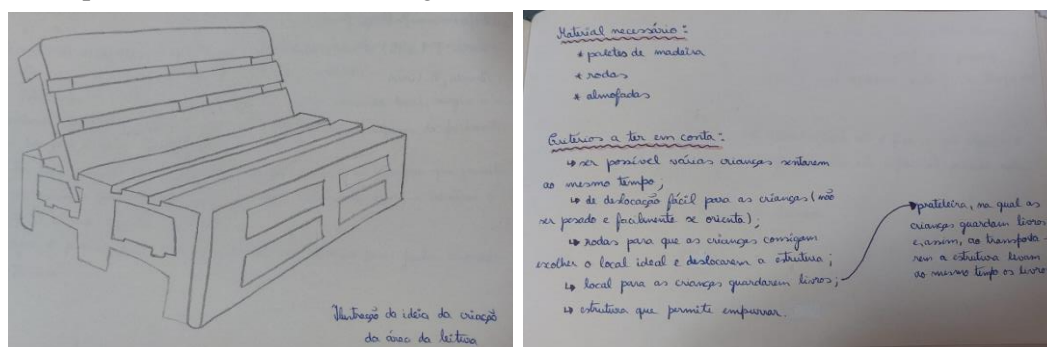 Ilustração da ideia da criação
da área da leitura
Material necessário:
* paletes de madeira
* rodas
* almofadas
Critérios a ter em conta:
↳ ser possível várias crianças sentarem
ao mesmo tempo;
↳ de deslocação fácil para as crianças (não
ser pesado e facilmente se orienta);
↳ rodas para que as crianças consigam
escolher o local ideal e deslocarem a estrutura;
↳ local para as crianças guardarem livros;
↳ estrutura que permite empurrar.
prateleira, na qual as
crianças guardam livros
e, assim, ao transporta-
rem a estrutura levam
ao mesmo tempo os livros